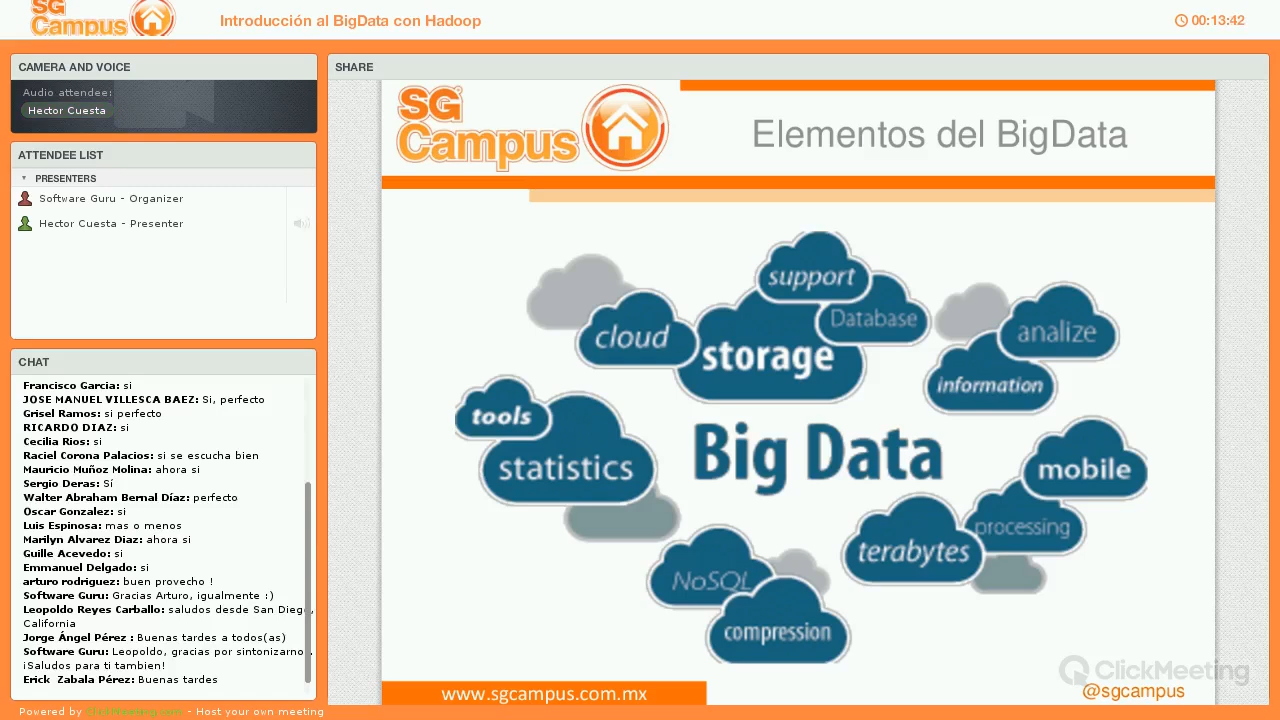 SG
Campus
Introducción al BigData con Hadoop
00:13:42
CAMERA AND VOICE
Audio attendee:
Hector Cuesta
ATTENDEE LIST
PRESENTERS
Software Guru - Organizer
Hector Cuesta - Presenter
CHAT
Francisco Garcia: si
JOSE MANUEL VILLESCA BAEZ: Si, perfecto
Grisel Ramos: si perfecto
RICARDO DIAZ: si
Cecilia Rios: si
Raciel Corona Palacios: si se escucha bien
Mauricio Muñoz Molina: ahora si
Sergio Deras: Sí
Walter Abraham Bernal Díaz: perfecto
Oscar Gonzalez: si
Luis Espinosa: mas o menos
Marilyn Alvarez Diaz: ahora si
Guille Acevedo: si
Emmanuel Delgado: si
arturo rodriguez: buen provecho !
Software Guru: Gracias Arturo, igualmente :)
Leopoldo Reyes Carballo: saludos desde San Diego,
California
Jorge Ángel Pérez : Buenas tardes a todos(as)
Software Guru: Leopoldo, gracias por sintonizarno
¡Saludos para ti tambien!
Erick Zabala Pérez: Buenas tardes
Powered by ClickMeeting.com - Host your own meeting
SHARE
SG
Campus
Elementos del BigData
support
Database
cloud
storage
analize
information
tools
statistics
Big Data
mobile
processing
terabytes
NoSQL
compression
ClickMeeting
www.sgcampus.com.mx
@sgcampus